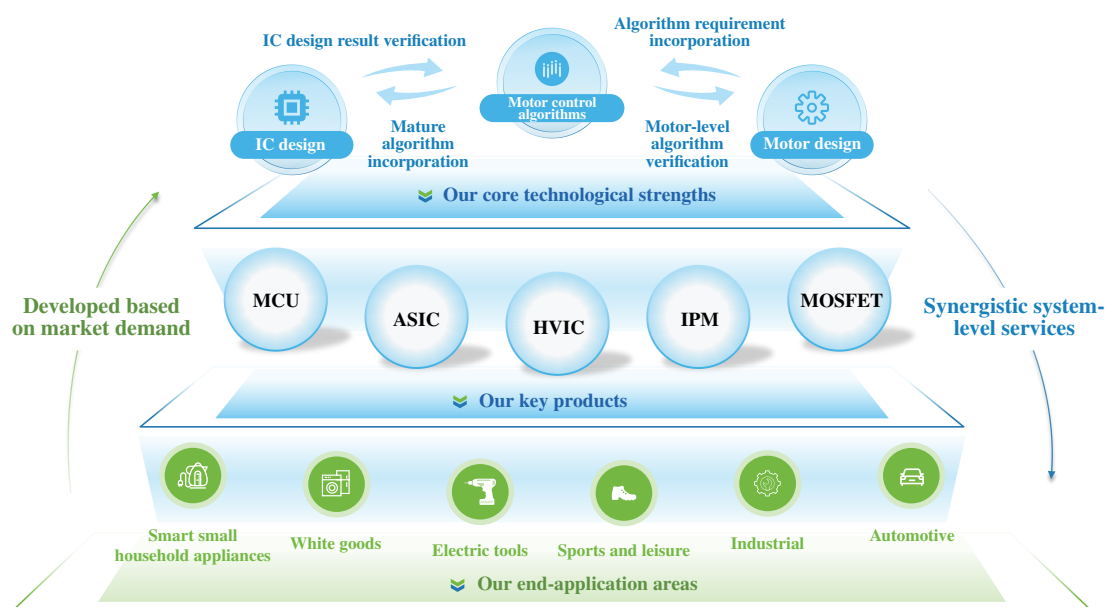 IC design result verification
Algorithm requirement
incorporation
Motor control
algorithms
IC design
Motor design
Mature
algorithm
incorporation
Motor-level
algorithm
verification
Our core technological strengths
MCU
ASIC
HVIC
IPM
MOSFET
Developed based
on market demand
Synergistic system-
level services
Our key products
Smart small
household appliances
White goods
Electric tools
Sports and leisure
Industrial
Automotive
Our end-application areas